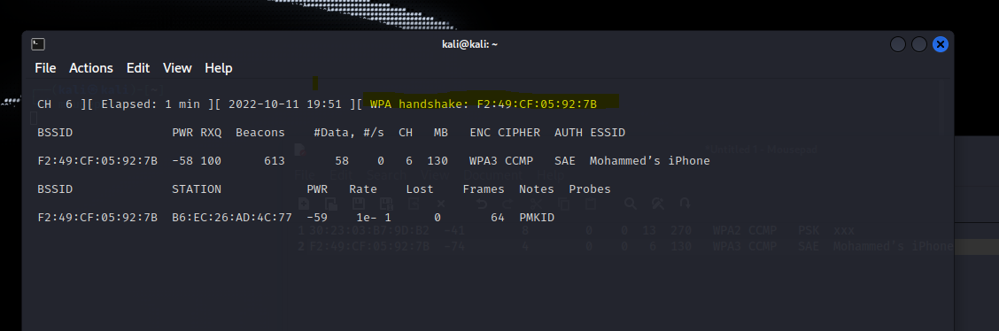 kali@kali: ~
File Actions Edit View Help
CH 6 ][ Elapsed: 1 min ][ 2022-10-11 19:51 ][ WPA handshake: F2:49:CF:05:92:7B
BSSID PWR RXQ Beacons #Data, #/s CH MB ENC CIPHER AUTH ESSID
F2:49:CF:05:92:7B -58 100 613 58 0 6 130 WPA3 CCMP SAE Mohammed's iPhone
BSSID STATION PWR Rate Lost Frames Notes Probes
F2:49:CF:05:92:7B B6:EC:26:AD:4C:77 -59 1e- 1 0 64 PMKID
1 30:23:03:B7:9D:B2 -41 8 0 0 13 270 WPA2 CCMP PSK xxx
2 F2:49:CF:05:92:7B -74 4 0 0 6 130 WPA3 CCMP SAE Mohammed's iPhone